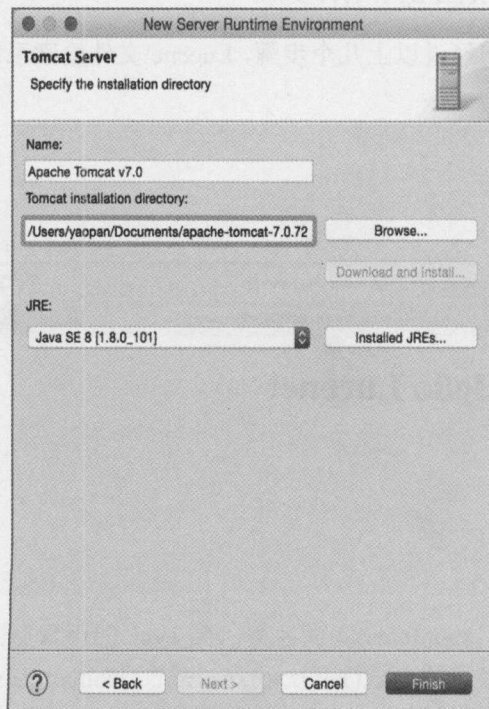 New Server Runtime Environment
Tomcat Server
Specify the installation directory
Name:
Apache Tomcat v7.0
Tomcat installation directory:
/Users/yaopan/Documents/apache-tomcat-7.0.72
Browse...
Download and Install...
JRE:
Java SE 8 [1.8.0_101]
Installed JREs...
?
< Back
Next >
Cancel
Finish